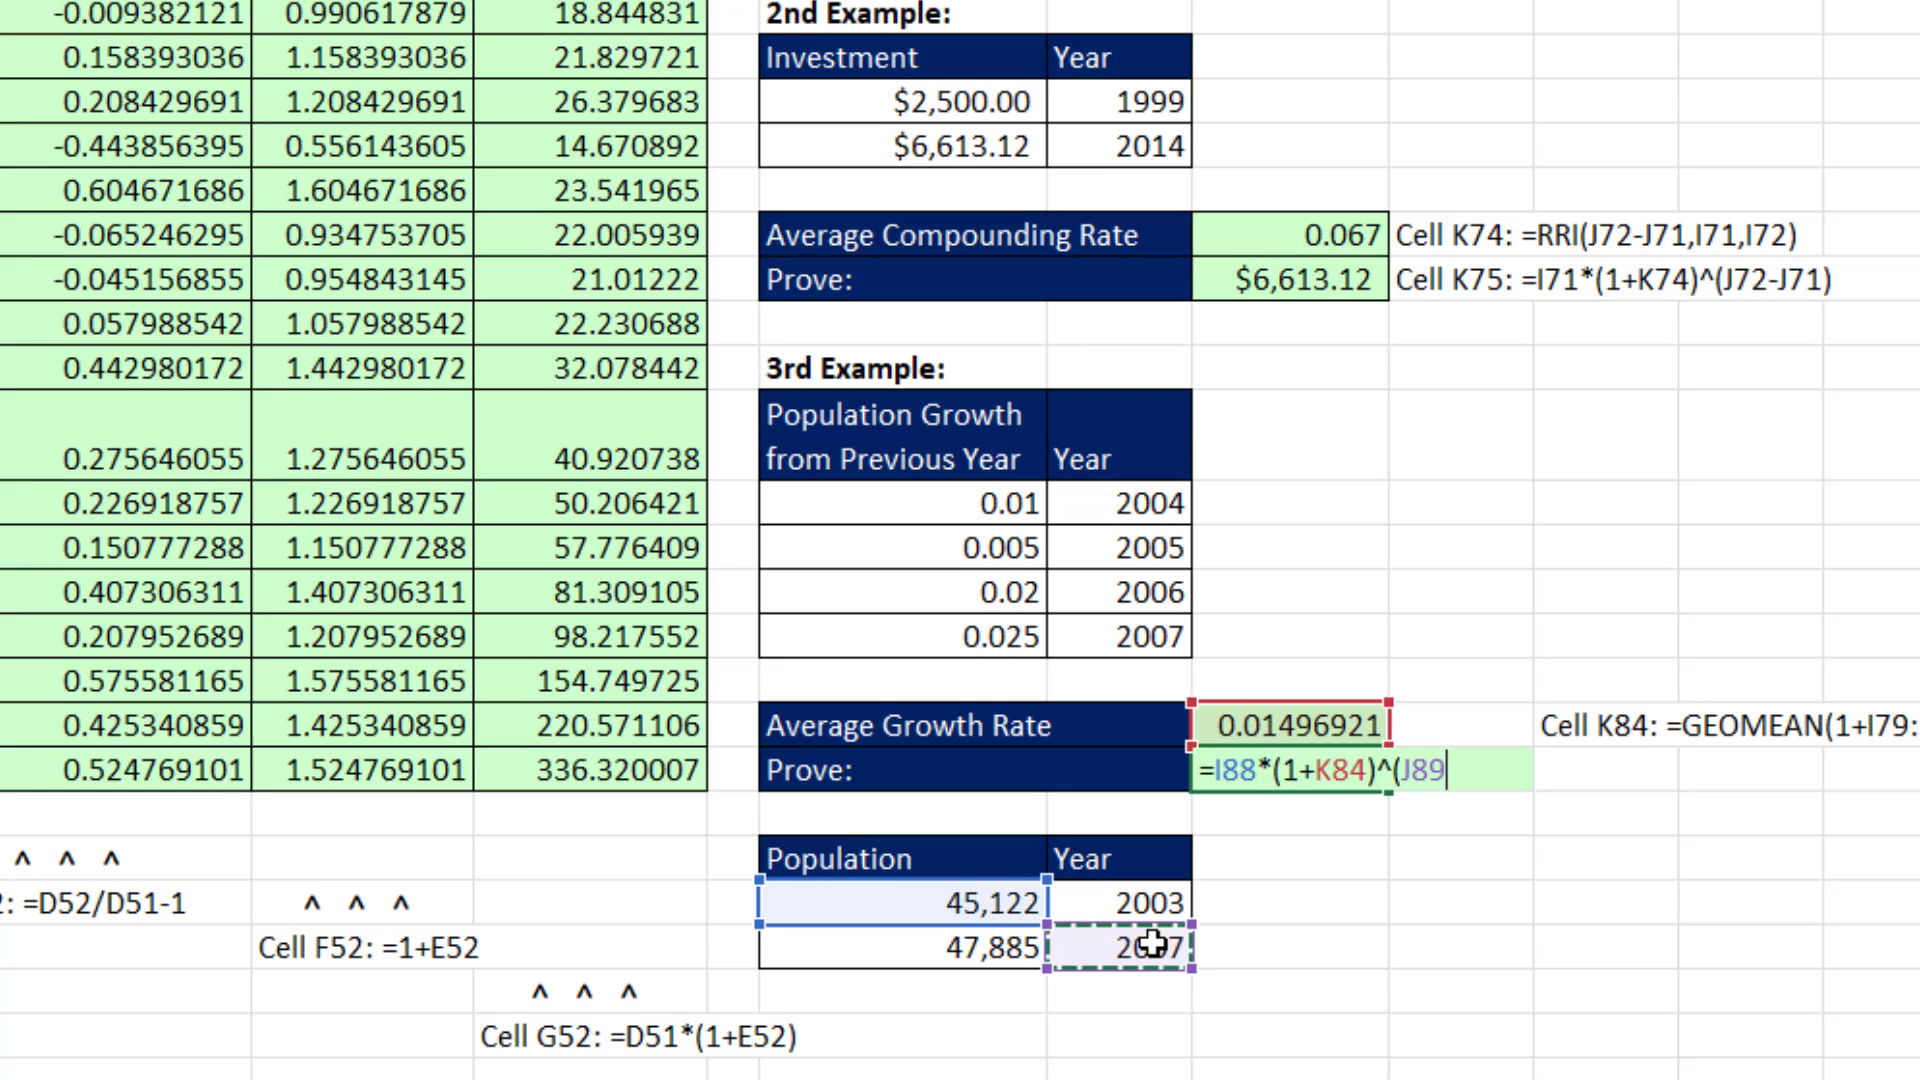 -0.009382121 0.990617879 18.844831 2nd Example:
0.158393036 1.158393036 21.829721 Investment Year
0.208429691 1.208429691 26.379683 $2,500.00 1999
-0.443856395 0.556143605 14.670892 $6,613.12 2014
0.604671686 1.604671686 23.541965
-0.065246295 0.934753705 22.005939 Average Compounding Rate 0.067 Cell K74: =RRI(J72-J71,I71,I72)
-0.045156855 0.954843145 21.01222 Prove: $6,613.12 Cell K75: =I71*(1+K74)^(J72-J71)
0.057988542 1.057988542 22.230688
0.442980172 1.442980172 32.078442 3rd Example:
Population Growth
0.275646055 1.275646055 40.920738 from Previous Year Year
0.226918757 1.226918757 50.206421 0.01 2004
0.150777288 1.150777288 57.776409 0.005 2005
0.407306311 1.407306311 81.309105 0.02 2006
0.207952689 1.207952689 98.217552 0.025 2007
0.575581165 1.575581165 154.749725
0.425340859 1.425340859 220.571106 Average Growth Rate 0.01496921 Cell K84: =GEOMEAN(1+I79:
0.524769101 1.524769101 336.320007 Prove: =I88*(1+K84)^(J89
^ ^ ^ Population Year
2: =D52/D51-1 ^ ^ ^ 45,122 2003
Cell F52: =1+E52 47,885 2007
^ ^ ^
Cell G52: =D51*(1+E52)